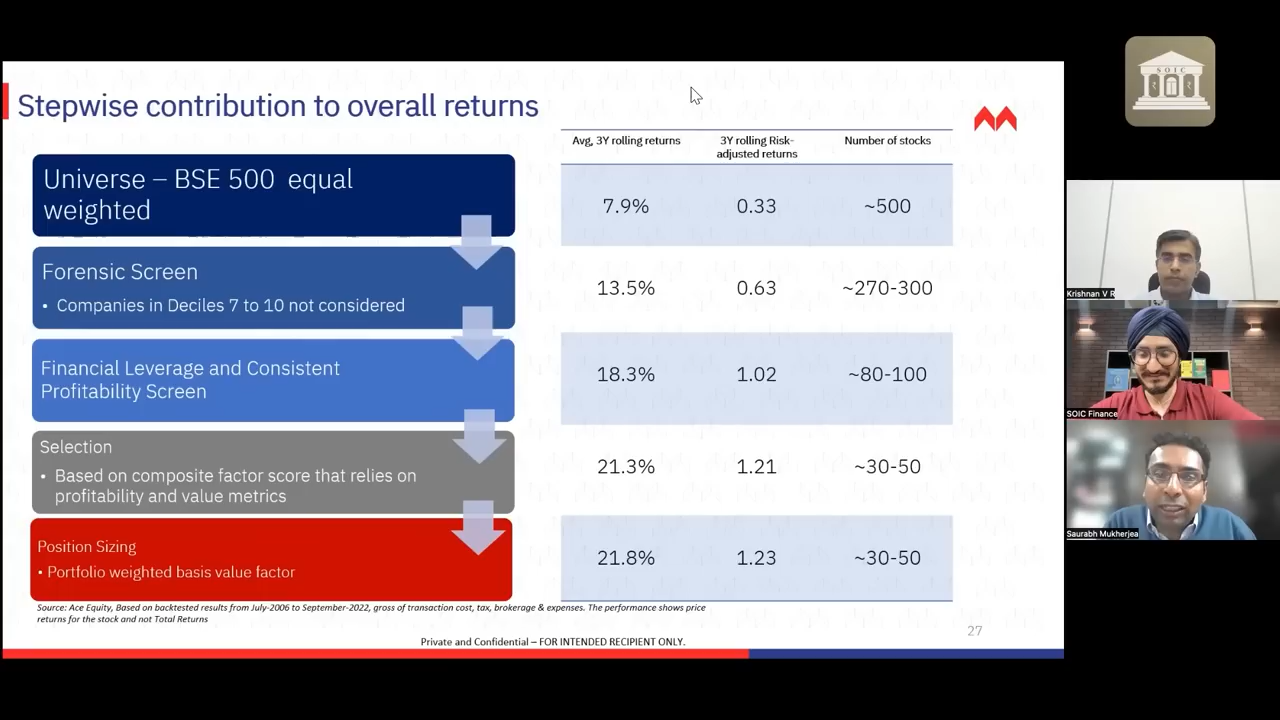 SOIC
Stepwise contribution to overall returns
Avg, 3Y rolling returns
3Y rolling Risk-
adjusted returns
Number of stocks
Universe – BSE 500 equal
weighted
7.9%
0.33
~500
Forensic Screen
• Companies in Deciles 7 to 10 not considered
13.5%
0.63
~270-300
Financial Leverage and Consistent
Profitability Screen
18.3%
1.02
~80-100
Selection
• Based on composite factor score that relies on
profitability and value metrics
21.3%
1.21
~30-50
Position Sizing
• Portfolio weighted basis value factor
21.8%
1.23
~30-50
Source: Ace Equity, Based on backtested results from July-2006 to September-2022, gross of transaction cost, tax, brokerage & expenses. The performance shows price
returns for the stock and not Total Returns
27
Private and Confidential – FOR INTENDED RECIPIENT ONLY.
Krishnan V R
SOIC Finance
Saurabh Mukherjea